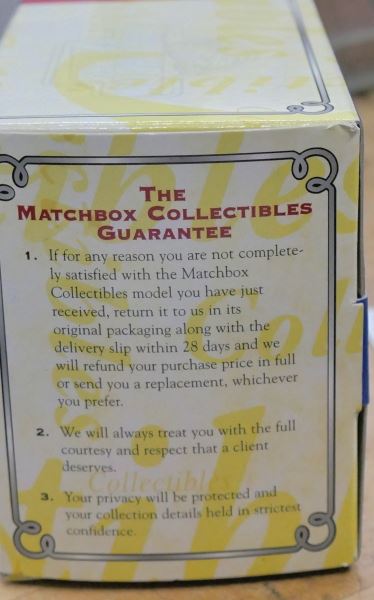 THE
MATCHBOX COLLECTIBLES
GUARANTEE
1. If for any reason you are not complete-
ly satisfied with the Matchbox
Collectibles model you have just
received, return it to us in its
original packaging along with the
delivery slip within 28 days and we
will refund your purchase price in full
or send you a replacement, whichever
you prefer.
2. We will always treat you with the full
courtesy and respect that a client
deserves.
Collectibles
3. Your privacy will be protected and
your collection details held in strictest
confidence.